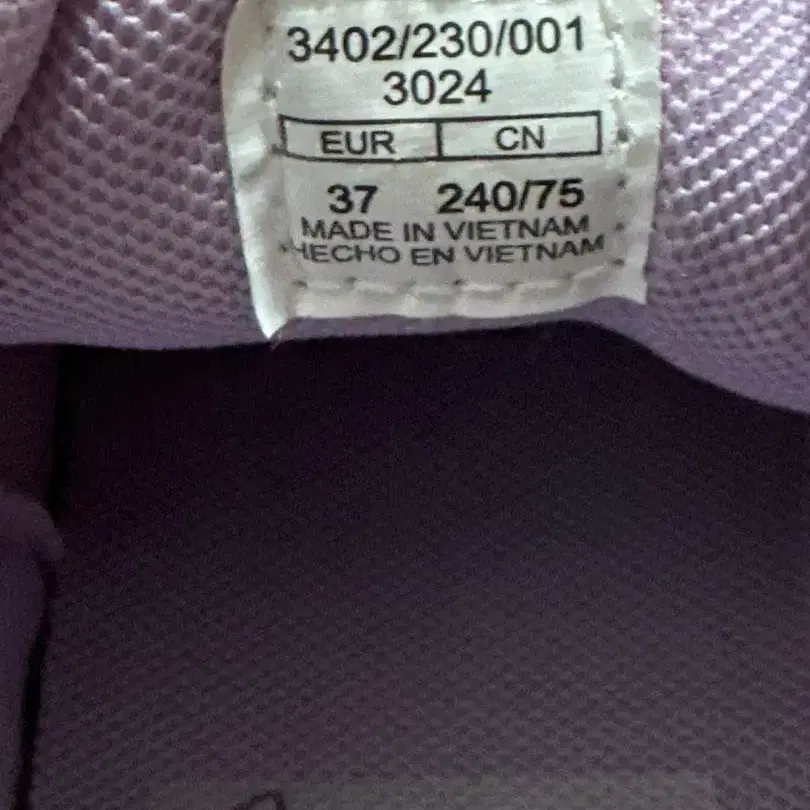 3402/230/001
3024
EUR CN
37 240/75
MADE IN VIETNAM
HECHO EN VIETNAM